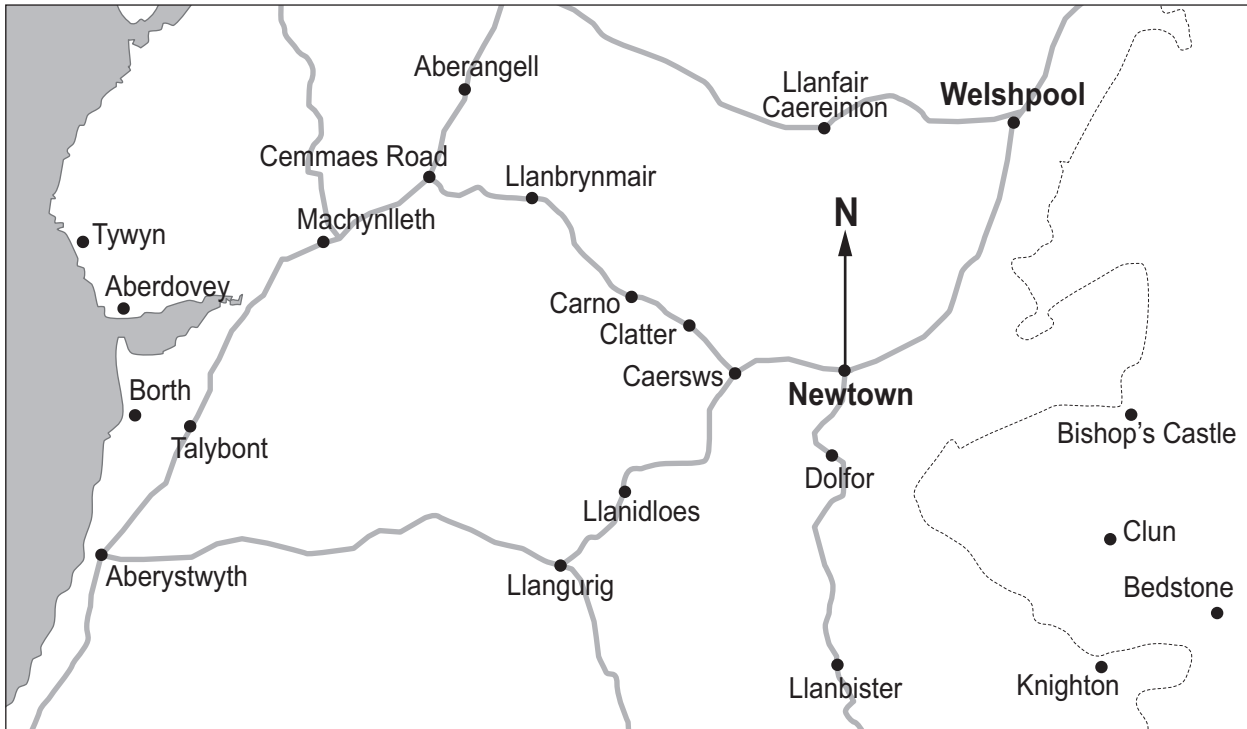 Aberangell
Llanfair
Caereinion
Welshpool
Cemmaes Road
Llanbrynmair
N
Machynlleth
Tywyn
Aberdovey
Carno
Clatter
Caersws
Newtown
Borth
Talybont
Bishop's Castle
Dolfor
Llanidloes
Clun
Aberystwyth
Llangurig
Bedstone
Llanbister
Knighton